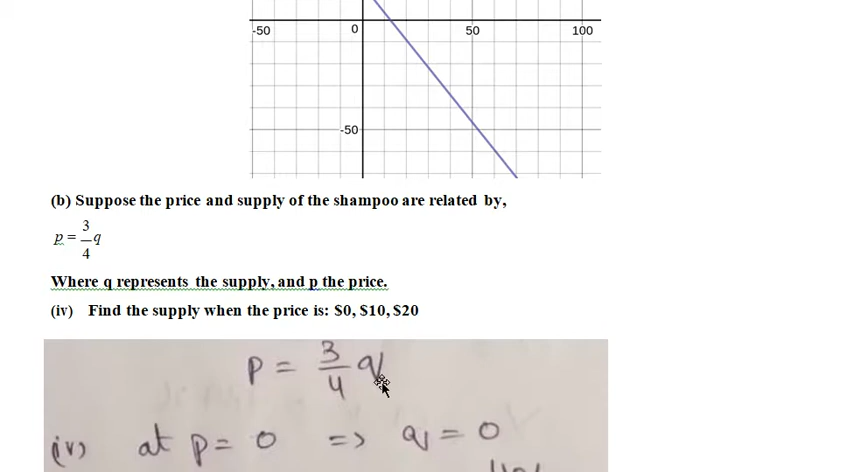 -50 0 50 100
-50
(b) Suppose the price and supply of the shampoo are related by,
p = 3/4 q
Where q represents the supply, and p the price.
(iv) Find the supply when the price is: $0, $10, $20
P = 3/4 q
(iv) at p = 0 => q = 0